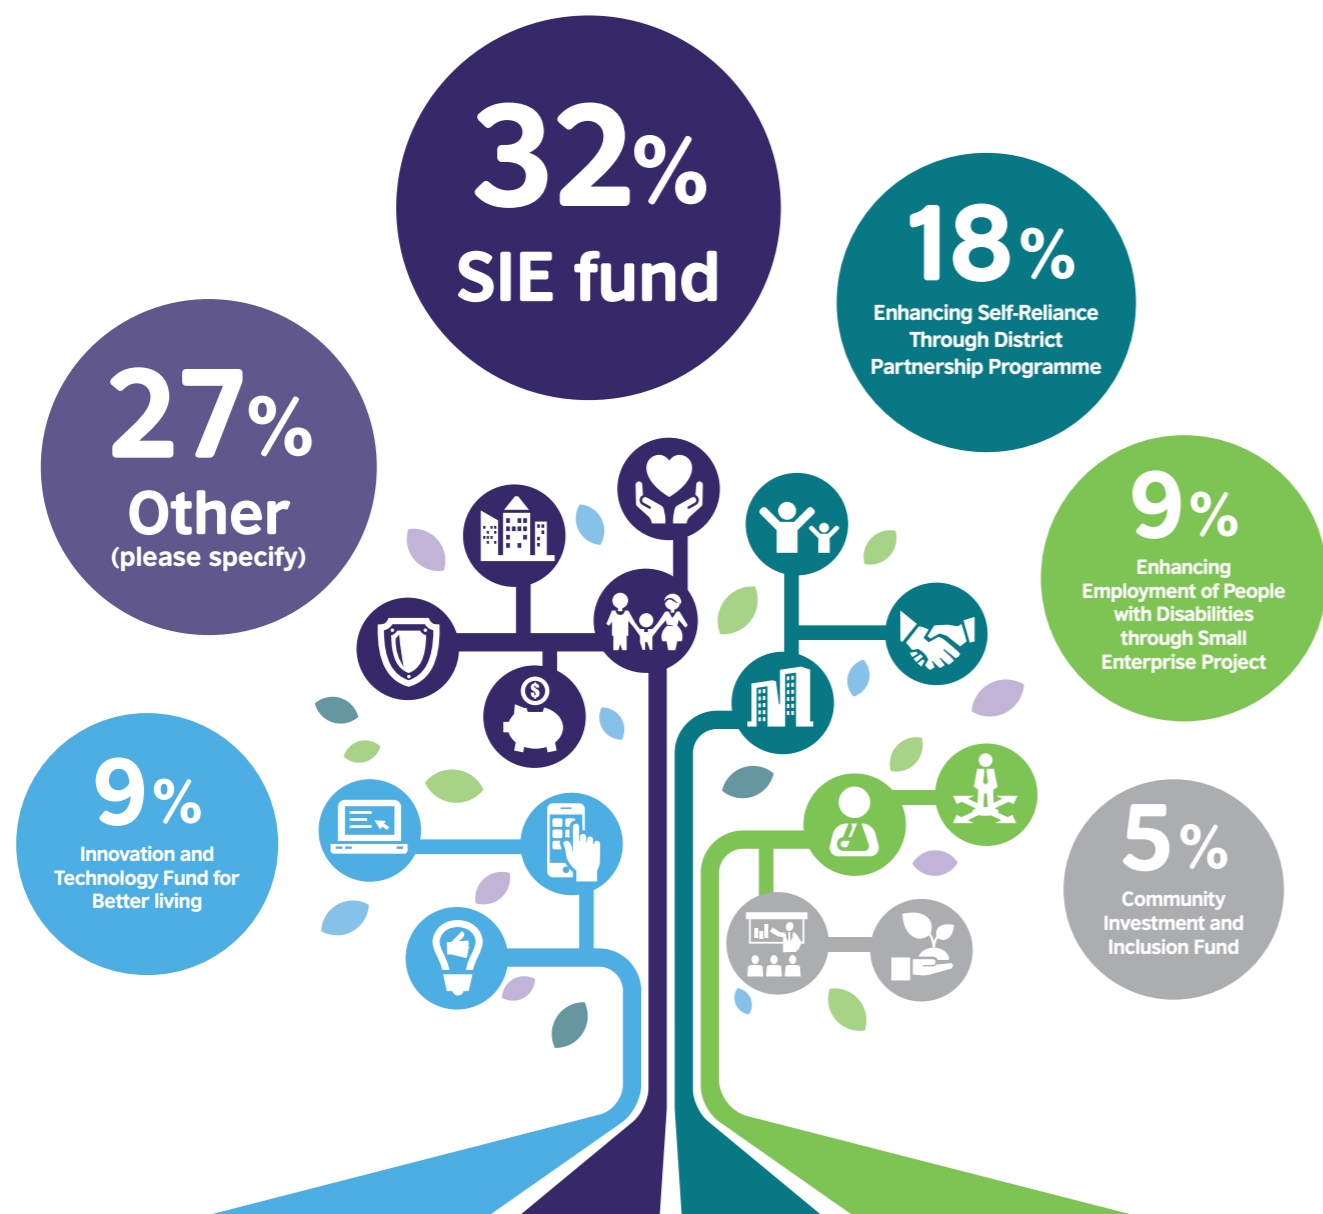 32%
SIE fund
18%
Enhancing Self-Reliance
Through District
Partnership Programme
27%
Other
(please specify)
9%
Enhancing
Employment of People
with Disabilities
through Small
Enterprise Project
$
9%
Innovation and
Technology Fund for
Better living
5%
Community
Investment and
Inclusion Fund